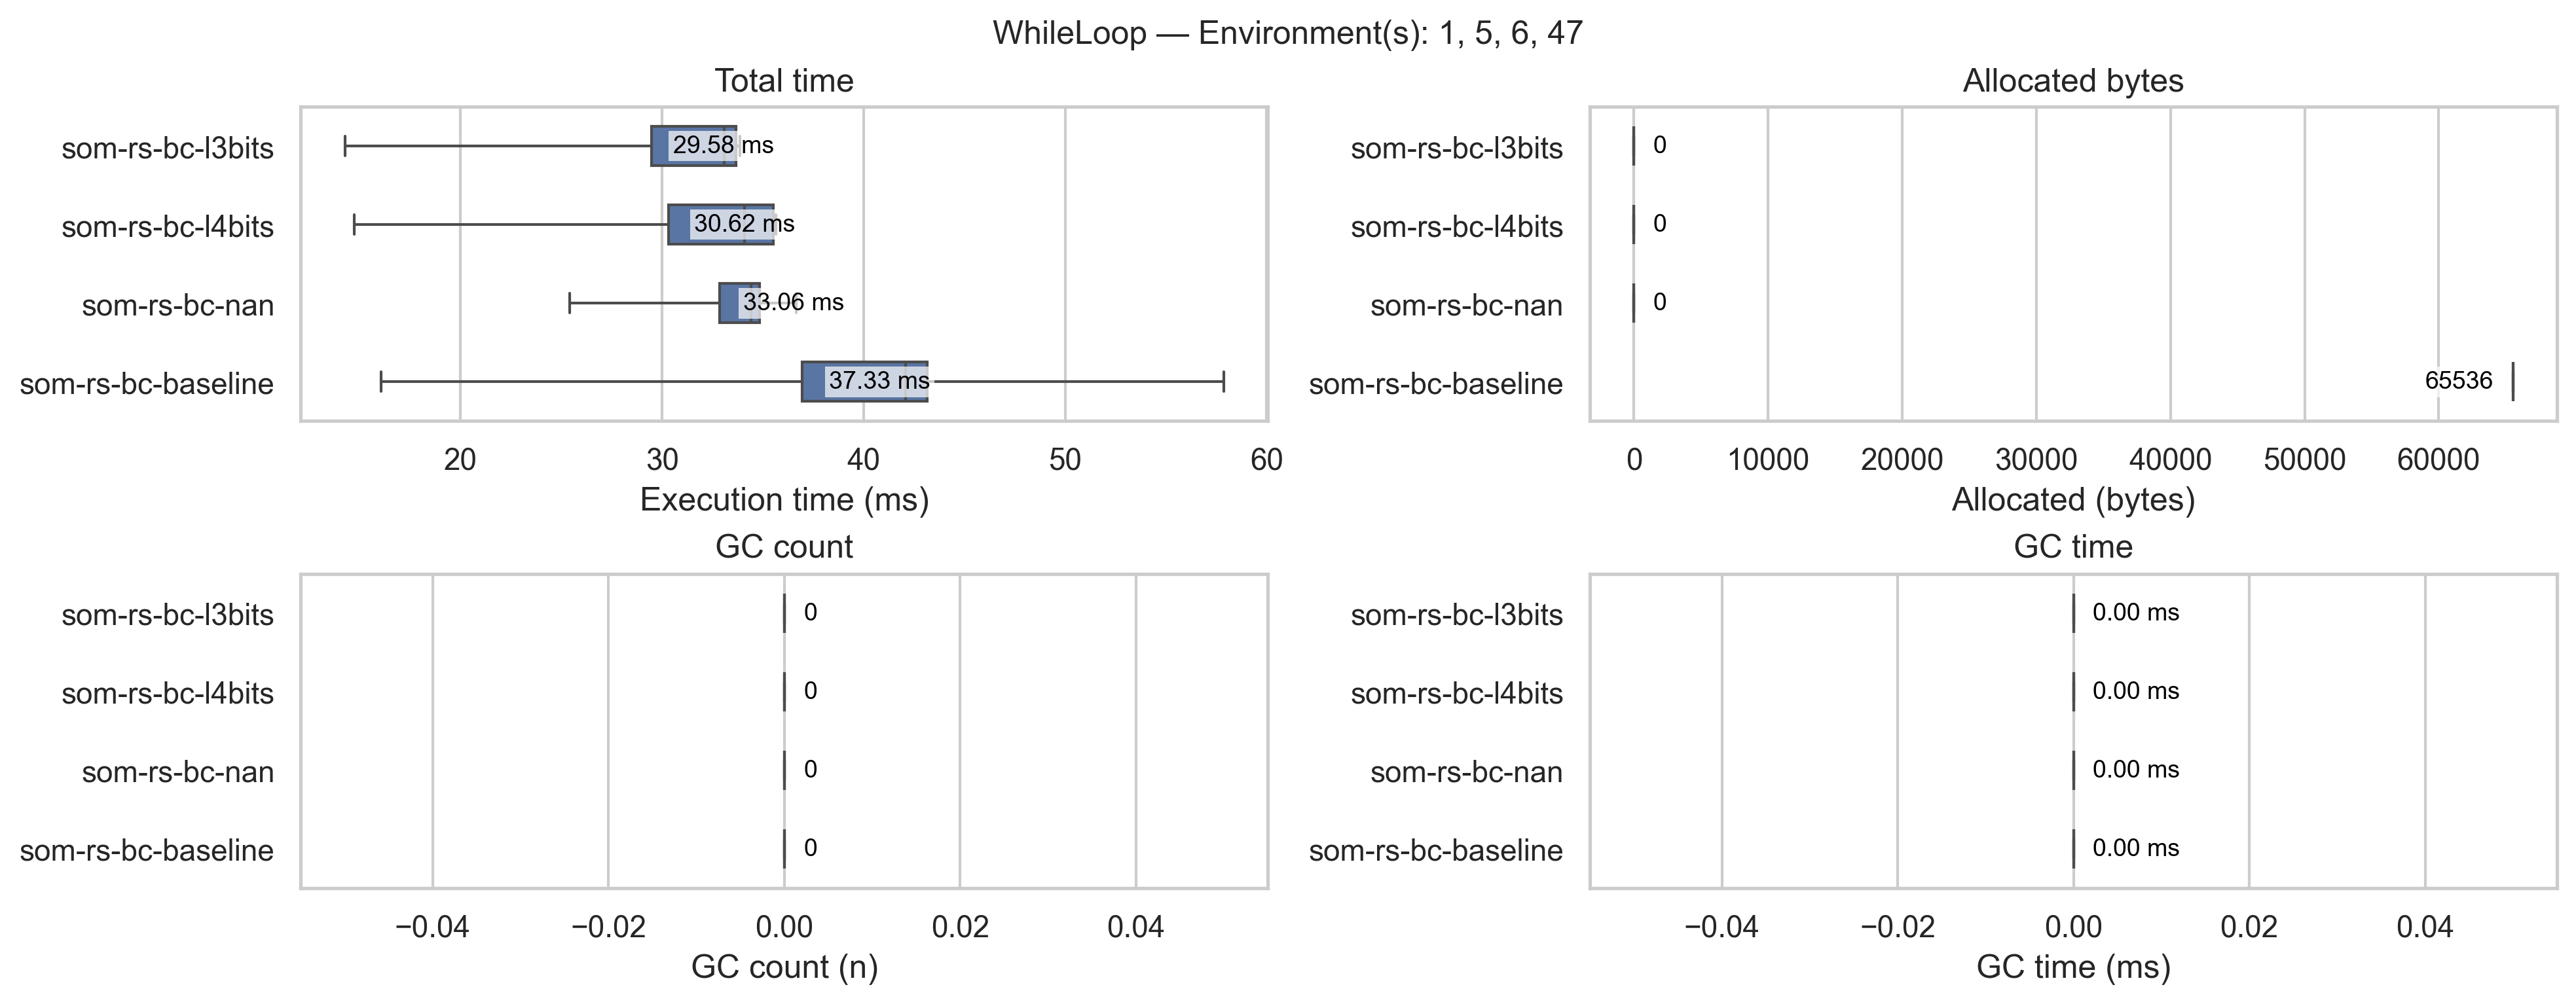 WhileLoop — Environment(s): 1, 5, 6, 47
Total time
som-rs-bc-l3bits
29.58 ms
som-rs-bc-l4bits
30.62 ms
som-rs-bc-nan
33.06 ms
som-rs-bc-baseline
37.33 ms
20 30 40 50 60
Execution time (ms)
Allocated bytes
som-rs-bc-l3bits
0
som-rs-bc-l4bits
0
som-rs-bc-nan
0
som-rs-bc-baseline
65536
0 10000 20000 30000 40000 50000 60000
Allocated (bytes)
GC count
som-rs-bc-l3bits
0
som-rs-bc-l4bits
0
som-rs-bc-nan
0
som-rs-bc-baseline
0
−0.04 −0.02 0.00 0.02 0.04
GC count (n)
GC time
som-rs-bc-l3bits
0.00 ms
som-rs-bc-l4bits
0.00 ms
som-rs-bc-nan
0.00 ms
som-rs-bc-baseline
0.00 ms
−0.04 −0.02 0.00 0.02 0.04
GC time (ms)